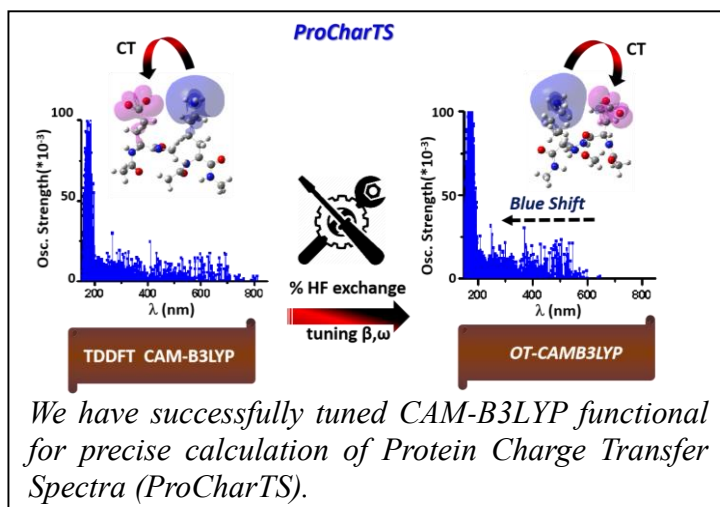 ProCharTS
CT
CT
100
50
0
Osc. Strength(*10⁻³)
200 400 600 800
λ (nm)
TDDFT CAM-B3LYP
% HF exchange
tuning β,ω
100
50
0
Osc. Strength(*10⁻³)
Blue Shift
200 400 600 800
λ (nm)
OT-CAMB3LYP
We have successfully tuned CAM-B3LYP functional
for precise calculation of Protein Charge Transfer
Spectra (ProCharTS).